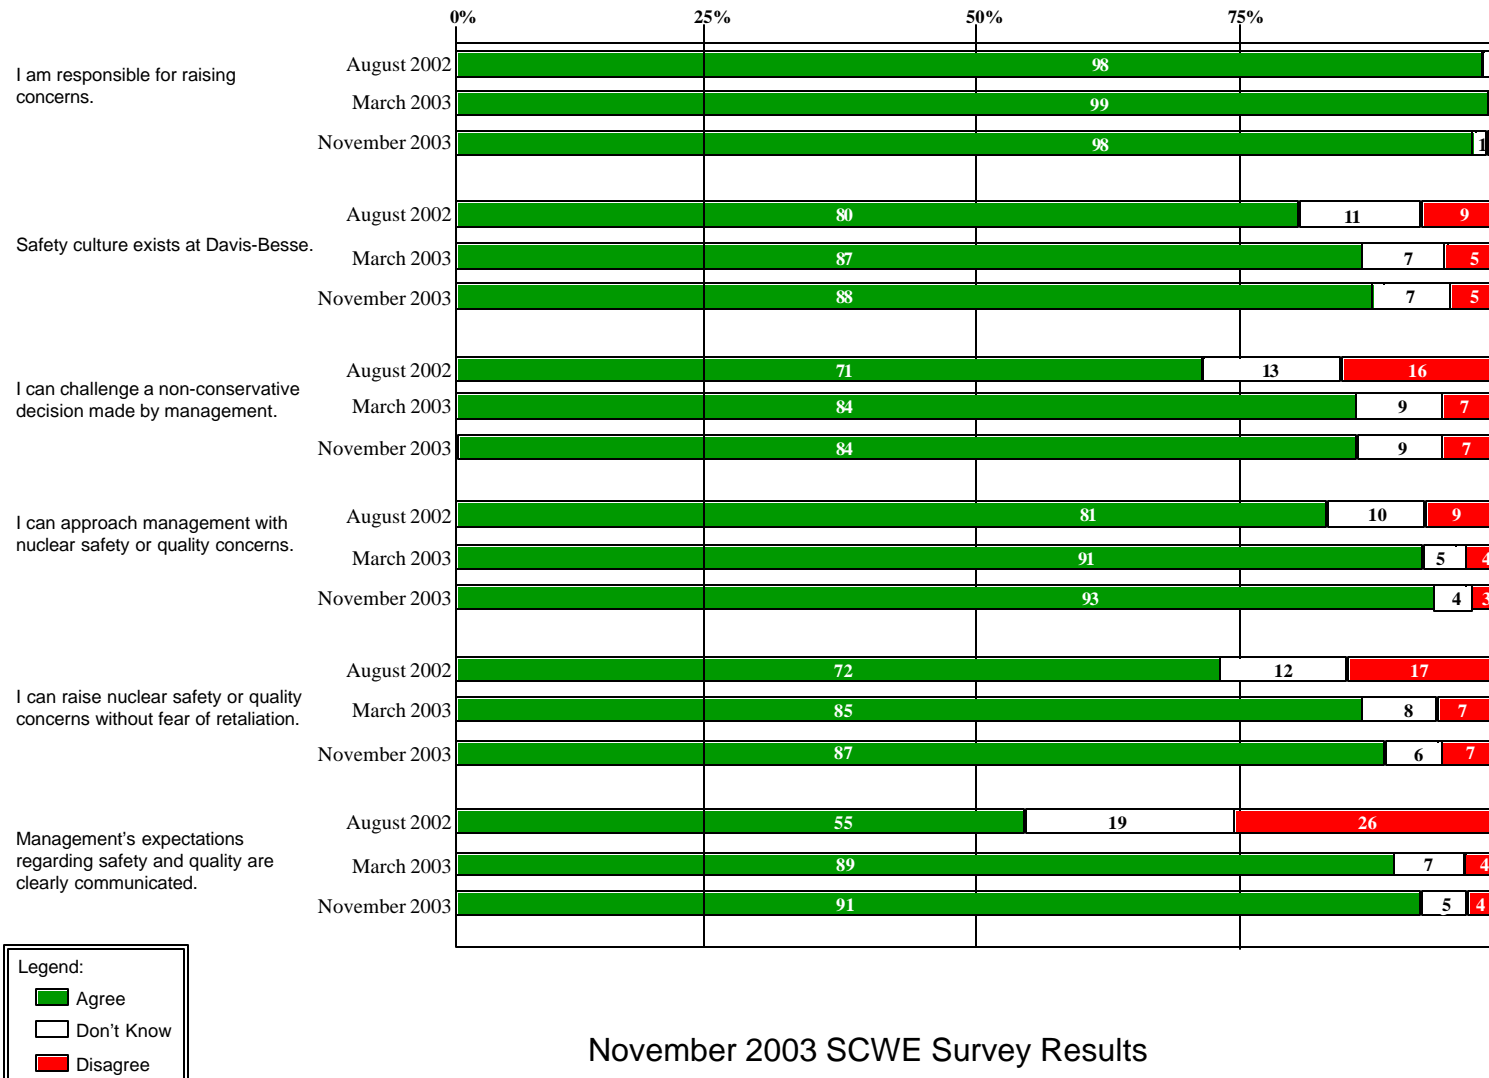 0% 25% 50% 75%
I am responsible for raising
concerns.
August 2002 98
March 2003 99
November 2003 98 1
Safety culture exists at Davis-Besse.
August 2002 80 11 9
March 2003 87 7 5
November 2003 88 7 5
I can challenge a non-conservative
decision made by management.
August 2002 71 13 16
March 2003 84 9 7
November 2003 84 9 7
I can approach management with
nuclear safety or quality concerns.
August 2002 81 10 9
March 2003 91 5 4
November 2003 93 4 3
I can raise nuclear safety or quality
concerns without fear of retaliation.
August 2002 72 12 17
March 2003 85 8 7
November 2003 87 6 7
Management's expectations
regarding safety and quality are
clearly communicated.
August 2002 55 19 26
March 2003 89 7 4
November 2003 91 5 4
Legend:
Agree
Don't Know
Disagree
November 2003 SCWE Survey Results